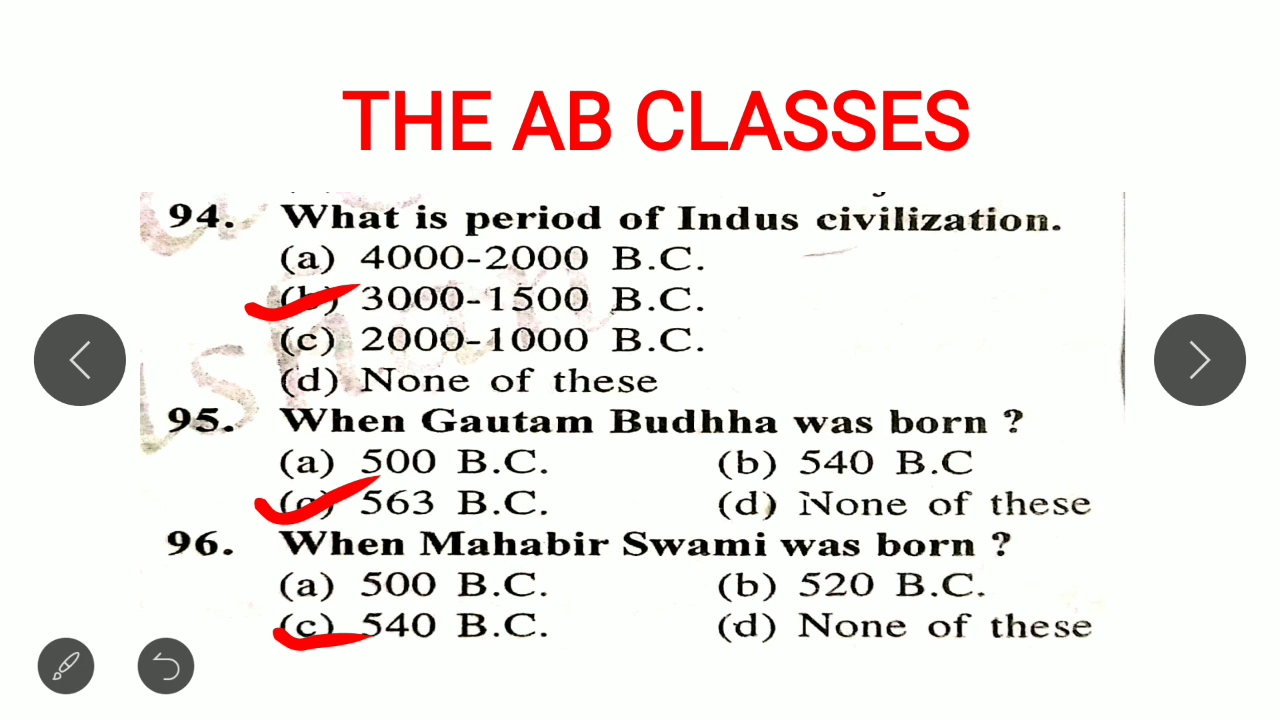 THE AB CLASSES
94. What is period of Indus civilization.
(a) 4000-2000 B.C.
(b) 3000-1500 B.C.
(c) 2000-1000 B.C.
(d) None of these
95. When Gautam Budhha was born ?
(a) 500 B.C. (b) 540 B.C
(c) 563 B.C. (d) None of these
96. When Mahabir Swami was born ?
(a) 500 B.C. (b) 520 B.C.
(c) 540 B.C. (d) None of these